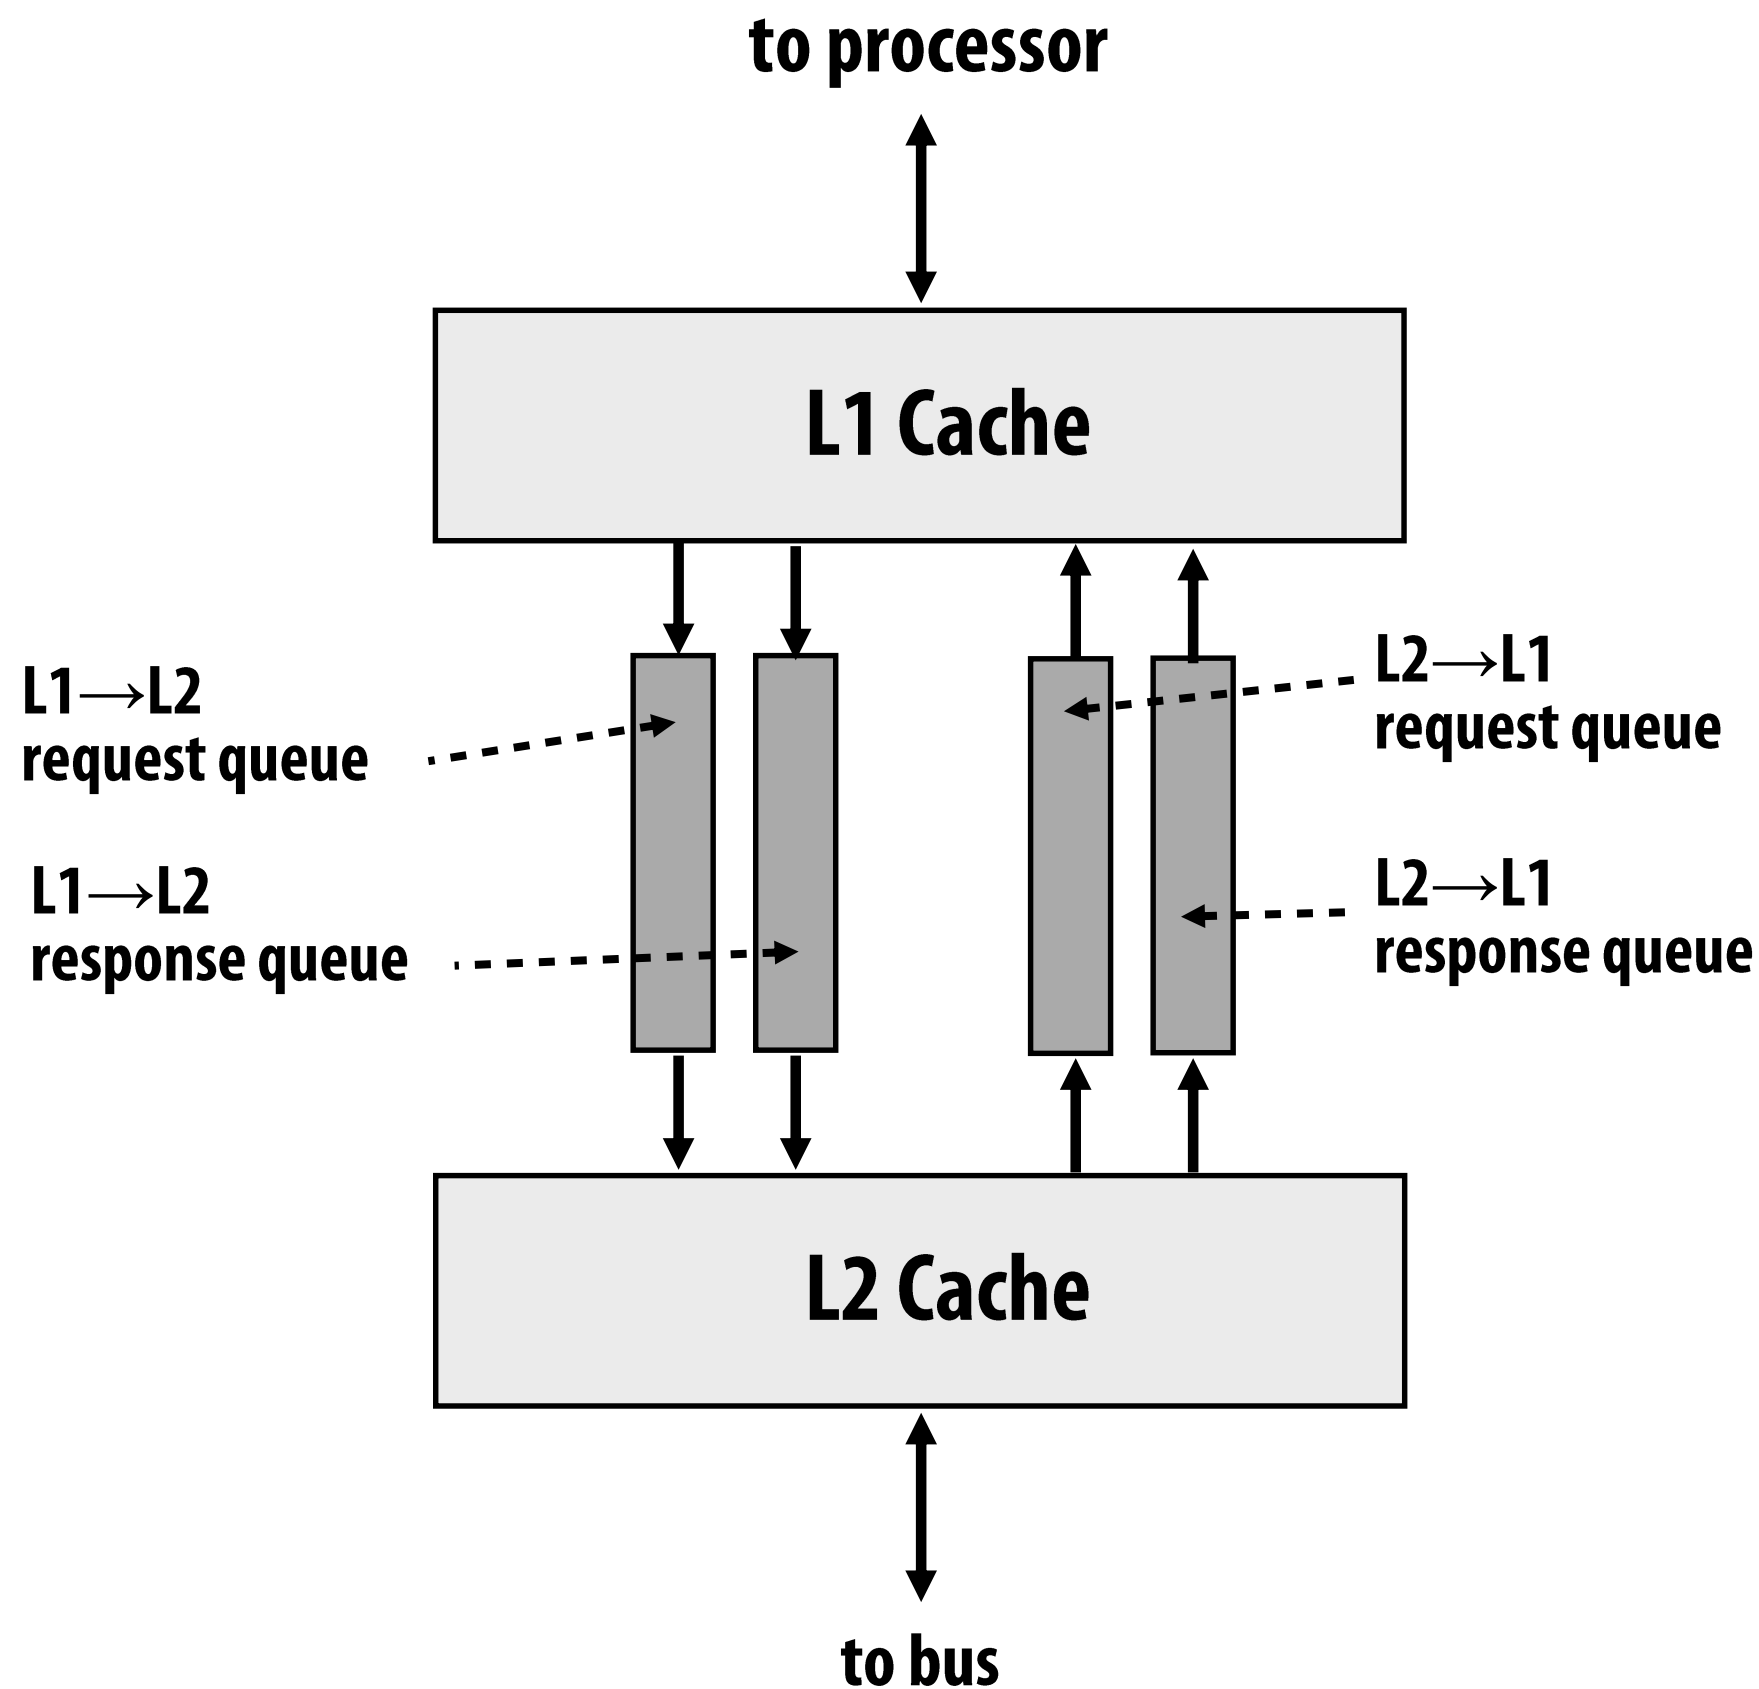 to processor
L1 Cache
L1→L2
request queue
L2→L1
request queue
L1→L2
response queue
L2→L1
response queue
L2 Cache
to bus